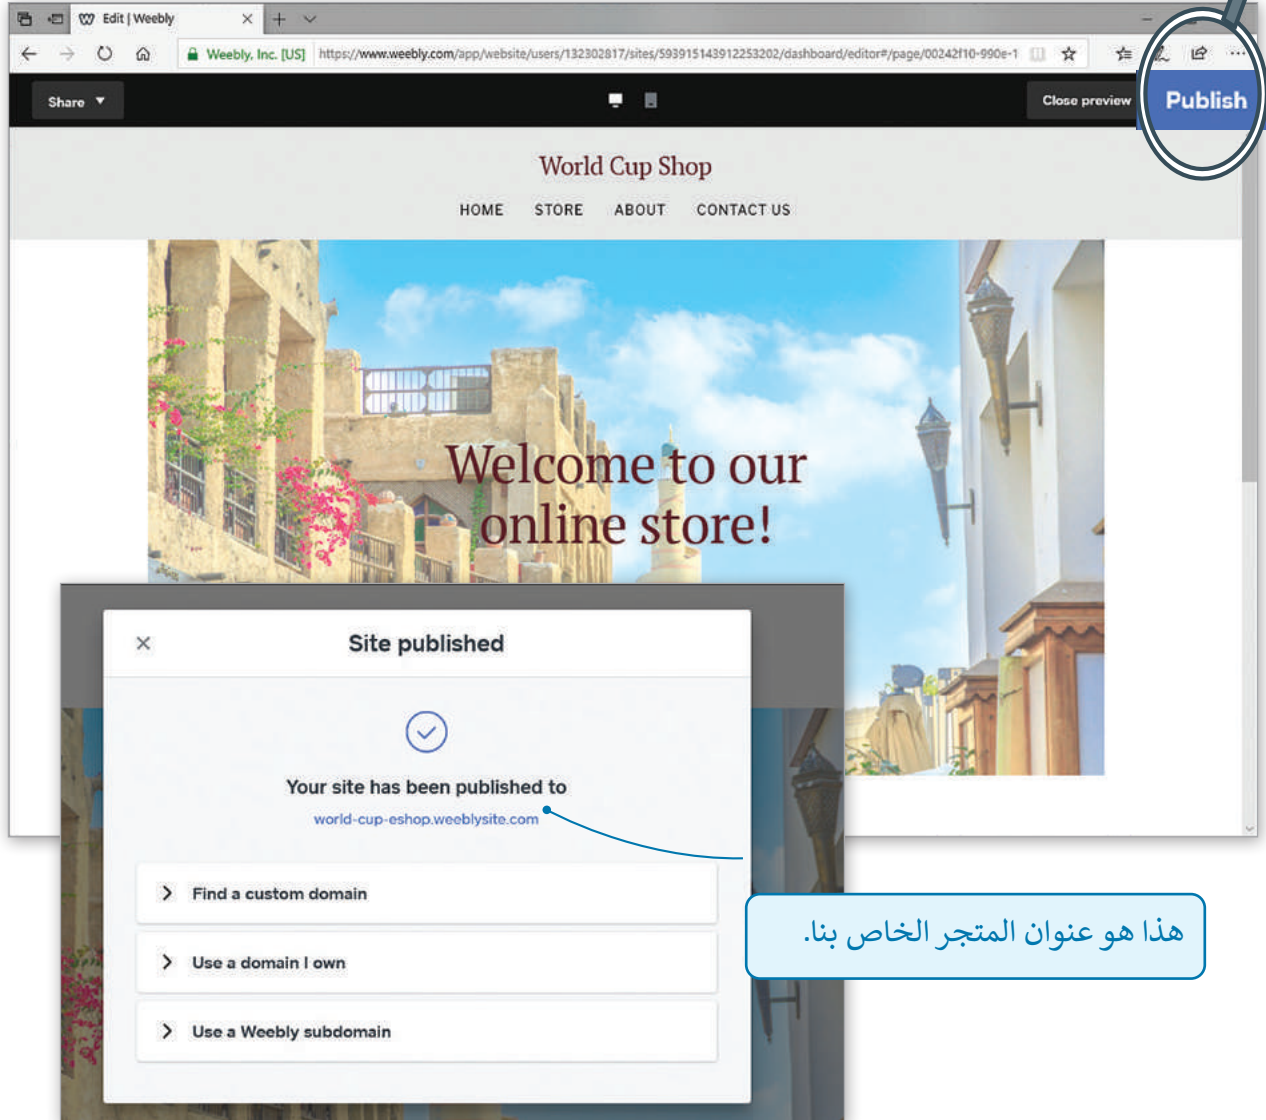 Edit | Weebly
Weebly, Inc. [US]
https://www.weebly.com/app/website/users/132302817/sites/593915143912253202/dashboard/editor#/page/00242f10-990e-1
Share
Close preview
Publish
World Cup Shop
HOME STORE ABOUT CONTACT US
Welcome to our
online store!
Site published
Your site has been published to
world-cup-eshop.weeblysite.com
Find a custom domain
Use a domain I own
Use a Weebly subdomain
هذا هو عنوان المتجر الخاص بنا.